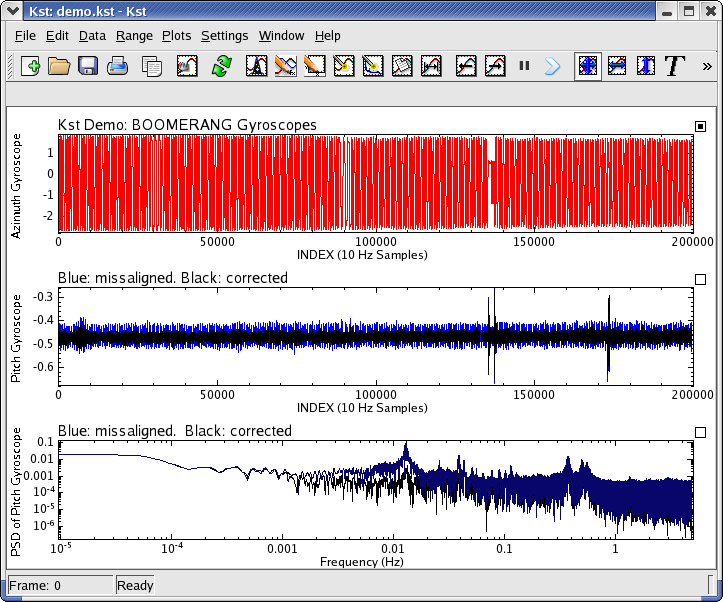 Kst: demo.kst - Kst
File Edit Data Range Plots Settings Window Help
T »
Kst Demo: BOOMERANG Gyroscopes
Azimuth Gyroscope
1
0
-1
-2
0 50000 100000 150000 200000
INDEX (10 Hz Samples)
Blue: missaligned. Black: corrected
Pitch Gyroscope
-0.3
-0.4
-0.5
-0.6
0 50000 100000 150000 200000
INDEX (10 Hz Samples)
Blue: missaligned. Black: corrected
PSD of Pitch Gyroscope
0.1
0.01
0.001
10⁻⁴
10⁻⁵
10⁻⁶
10⁻⁵ 10⁻⁴ 0.001 0.01 0.1 1
Frequency (Hz)
Frame: 0 Ready